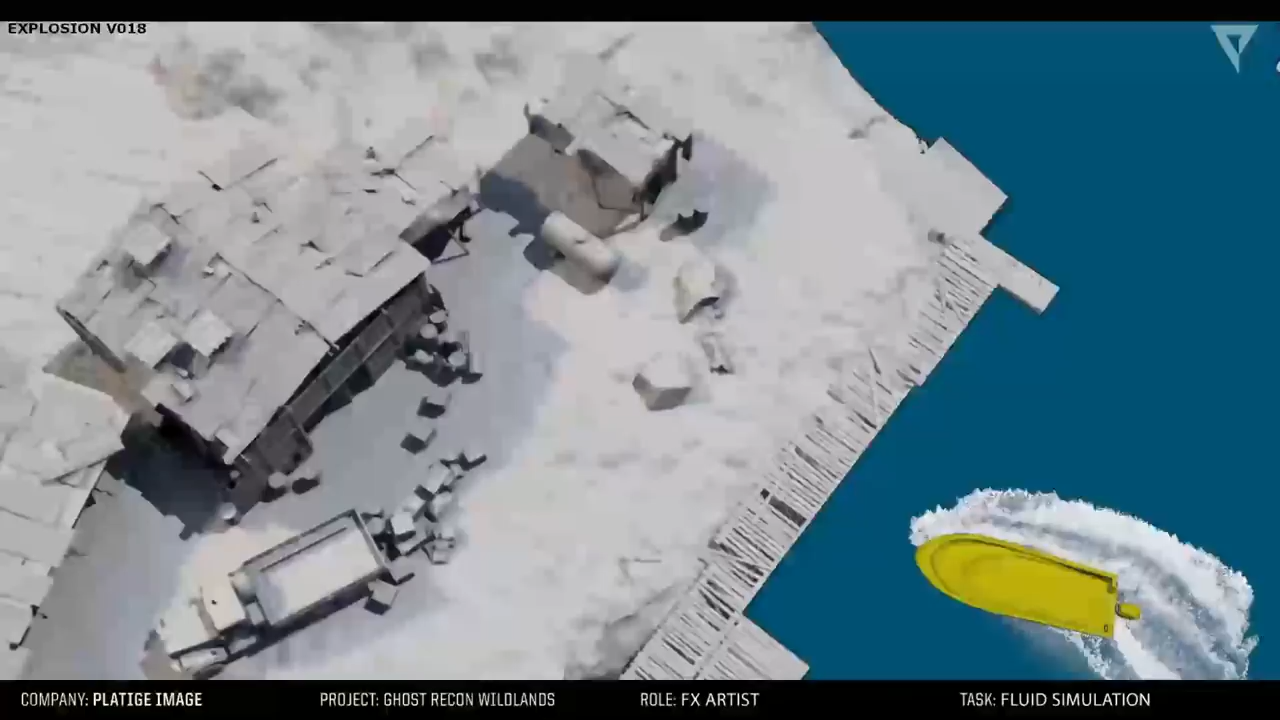 EXPLOSION V018
COMPANY: PLATIGE IMAGE
PROJECT: GHOST RECON WILDLANDS
ROLE: FX ARTIST
TASK: FLUID SIMULATION